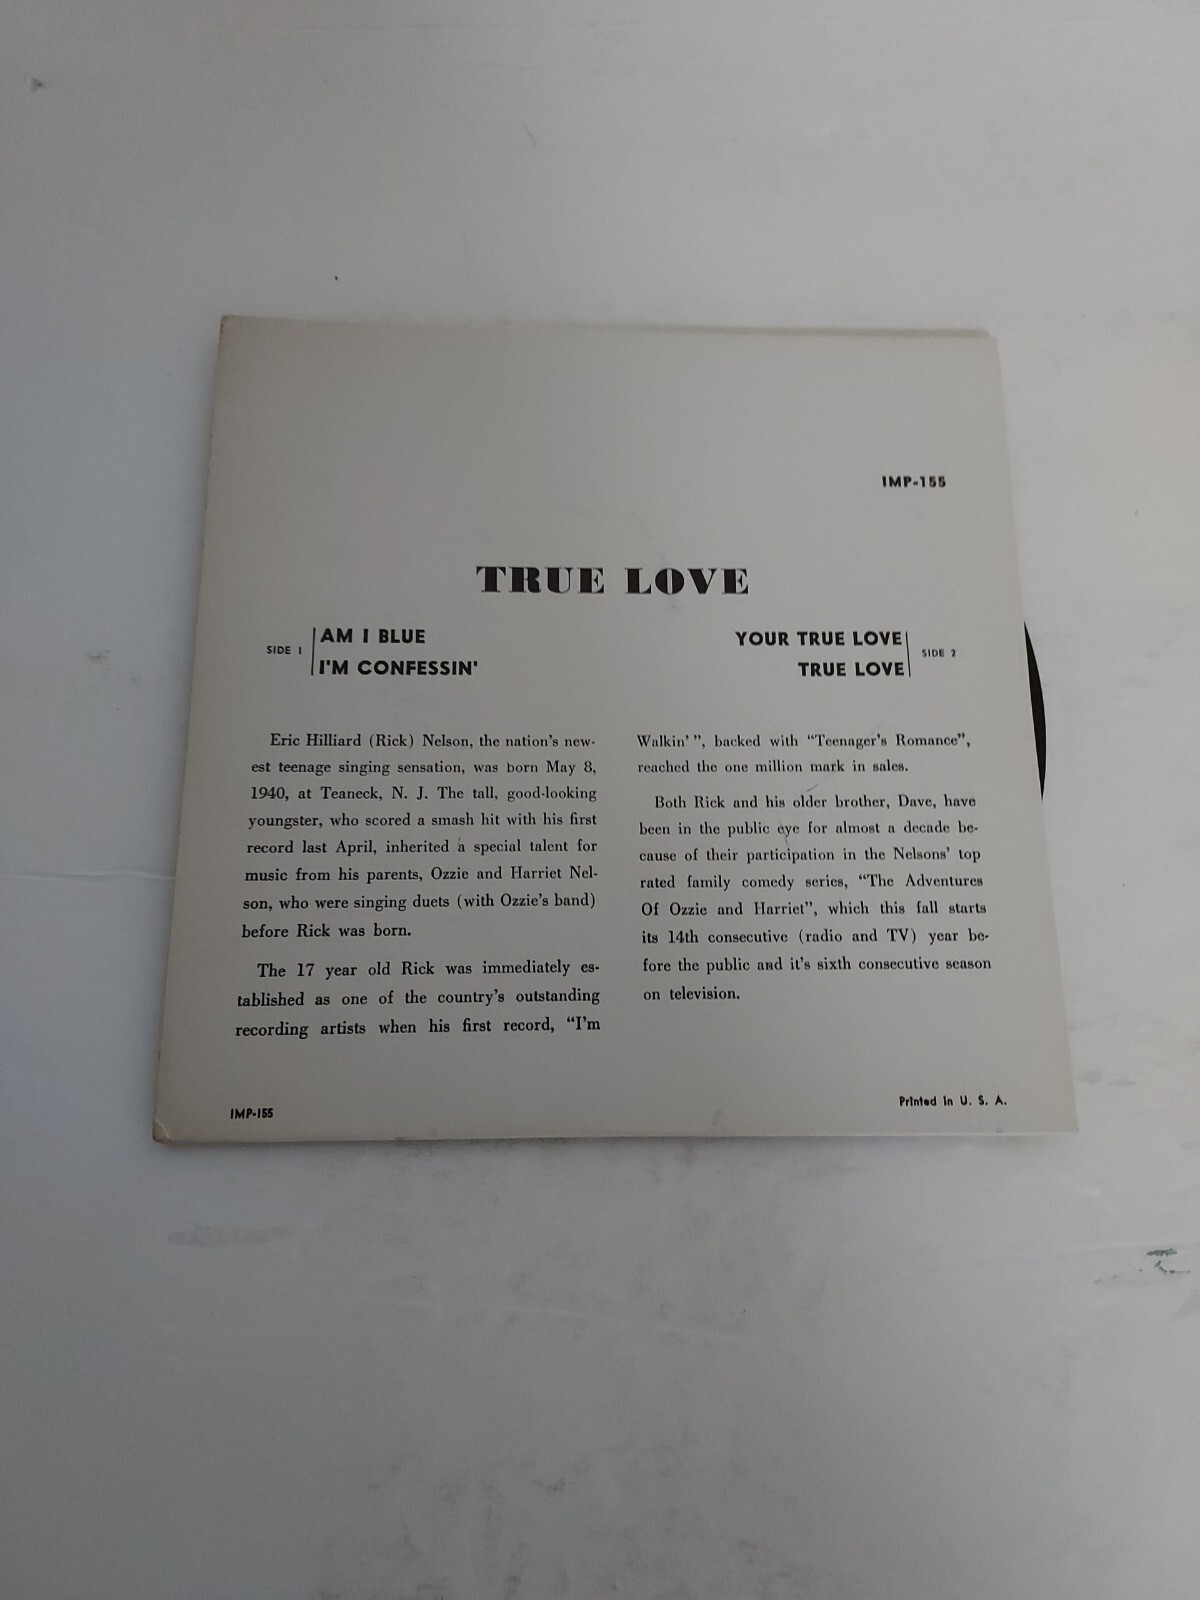 IMP-155
TRUE LOVE
SIDE 1
AM I BLUE
I'M CONFESSIN'
YOUR TRUE LOVE
TRUE LOVE
SIDE 2
Eric Hilliard (Rick) Nelson, the nation's new-
est teenage singing sensation, was born May 8,
1940, at Teaneck, N. J. The tall, good-looking
youngster, who scored a smash hit with his first
record last April, inherited a special talent for
music from his parents, Ozzie and Harriet Nel-
son, who were singing duets (with Ozzie's band)
before Rick was born.
The 17 year old Rick was immediately es-
tablished as one of the country's outstanding
recording artists when his first record, "I'm
Walkin' ", backed with "Teenager's Romance",
reached the one million mark in sales.
Both Rick and his older brother, Dave, have
been in the public eye for almost a decade be-
cause of their participation in the Nelsons' top
rated family comedy series, "The Adventures
Of Ozzie and Harriet", which this fall starts
its 14th consecutive (radio and TV) year be-
fore the public and it's sixth consecutive season
on television.
IMP-155
Printed in U. S. A.